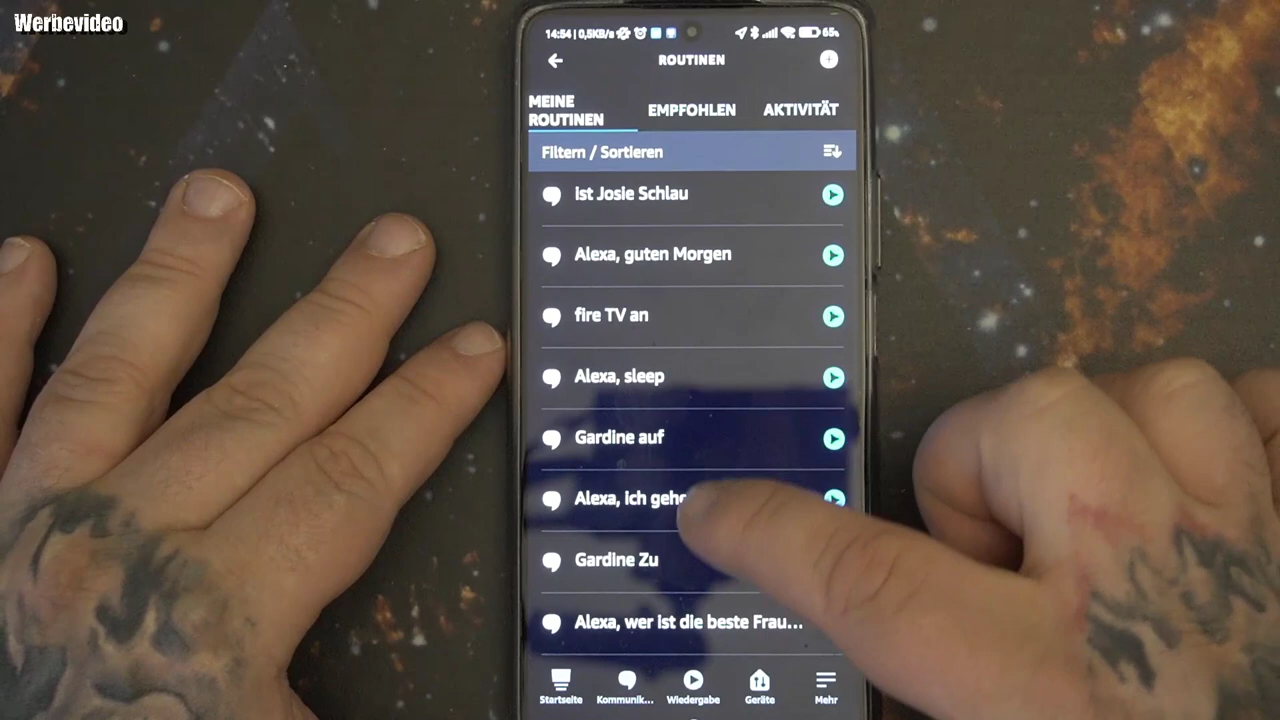 Werbevideo
14:54 | 0,5KB/s
65%
ROUTINEN
MEINE ROUTINEN
EMPFOHLEN
AKTIVITÄT
Filtern / Sortieren
ist Josie Schlau
Alexa, guten Morgen
fire TV an
Alexa, sleep
Gardine auf
Alexa, ich gehe
Gardine Zu
Alexa, wer ist die beste Frau...
Startseite
Kommunik...
Wiedergabe
Geräte
Mehr